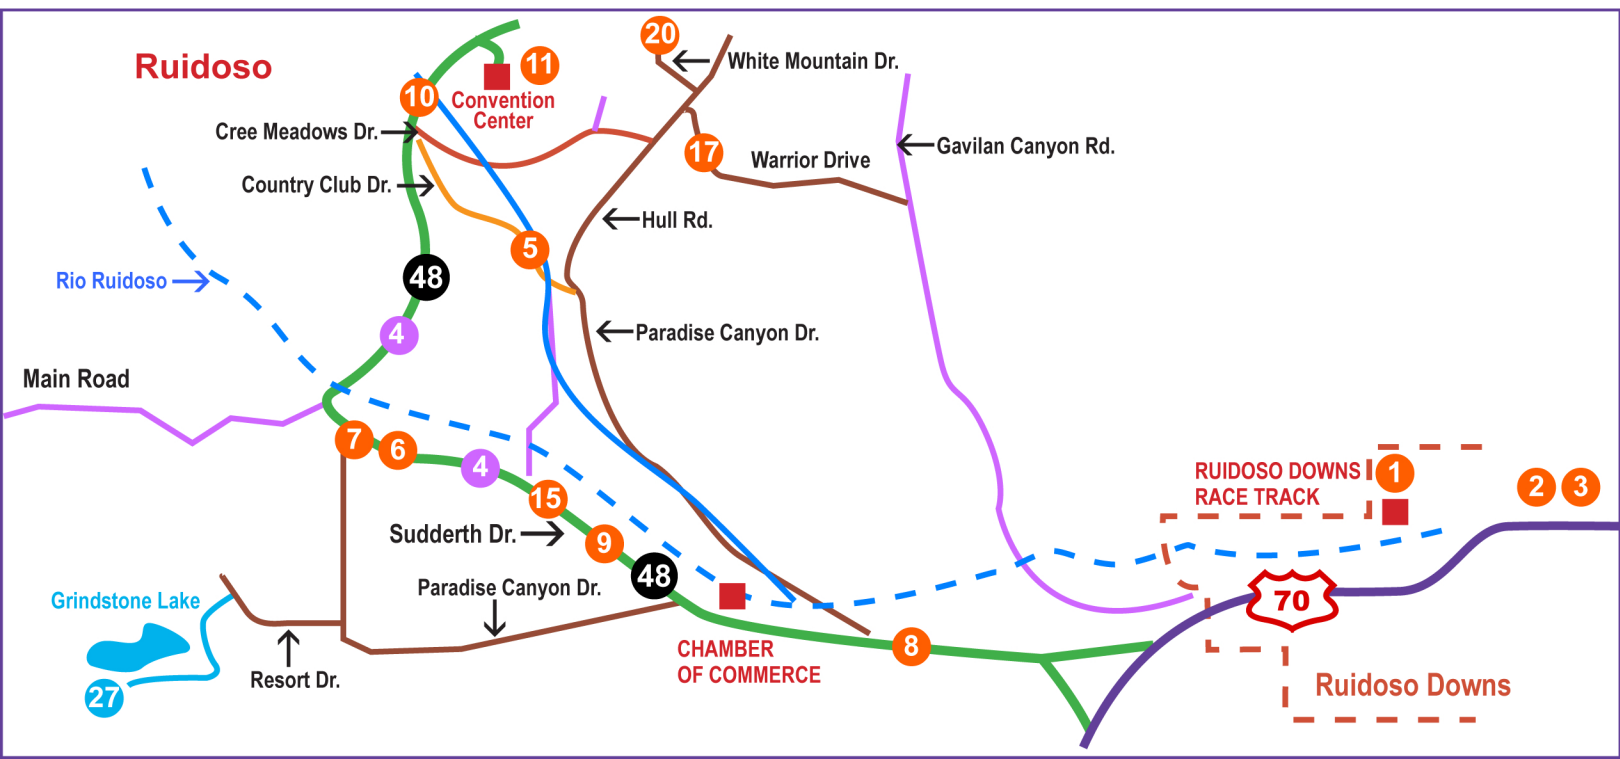 20
White Mountain Dr.
Ruidoso
11
10
Convention
Center
Cree Meadows Dr.
Gavilan Canyon Rd.
17
Warrior Drive
Country Club Dr.
Hull Rd.
5
48
Rio Ruidoso
4
Paradise Canyon Dr.
Main Road
7
6
4
RUIDOSO DOWNS
RACE TRACK
1
2
3
15
Sudderth Dr.
9
48
Paradise Canyon Dr.
Grindstone Lake
70
CHAMBER
OF COMMERCE
8
Resort Dr.
27
Ruidoso Downs